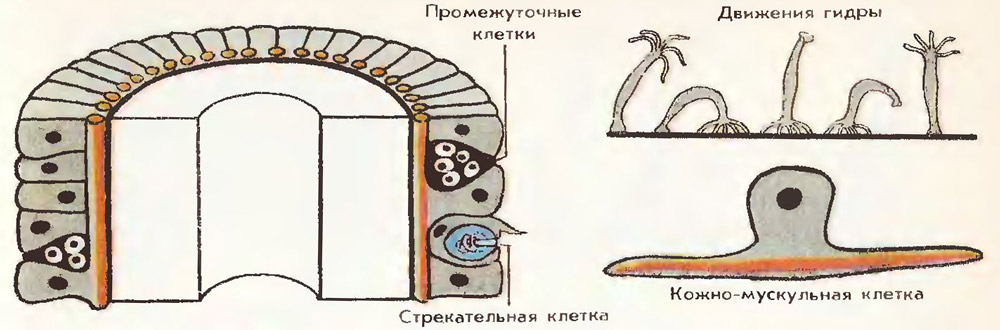 Промежуточные
клетки
Движения гидры
Кожно-мускульная клетка
Стрекательная клетка